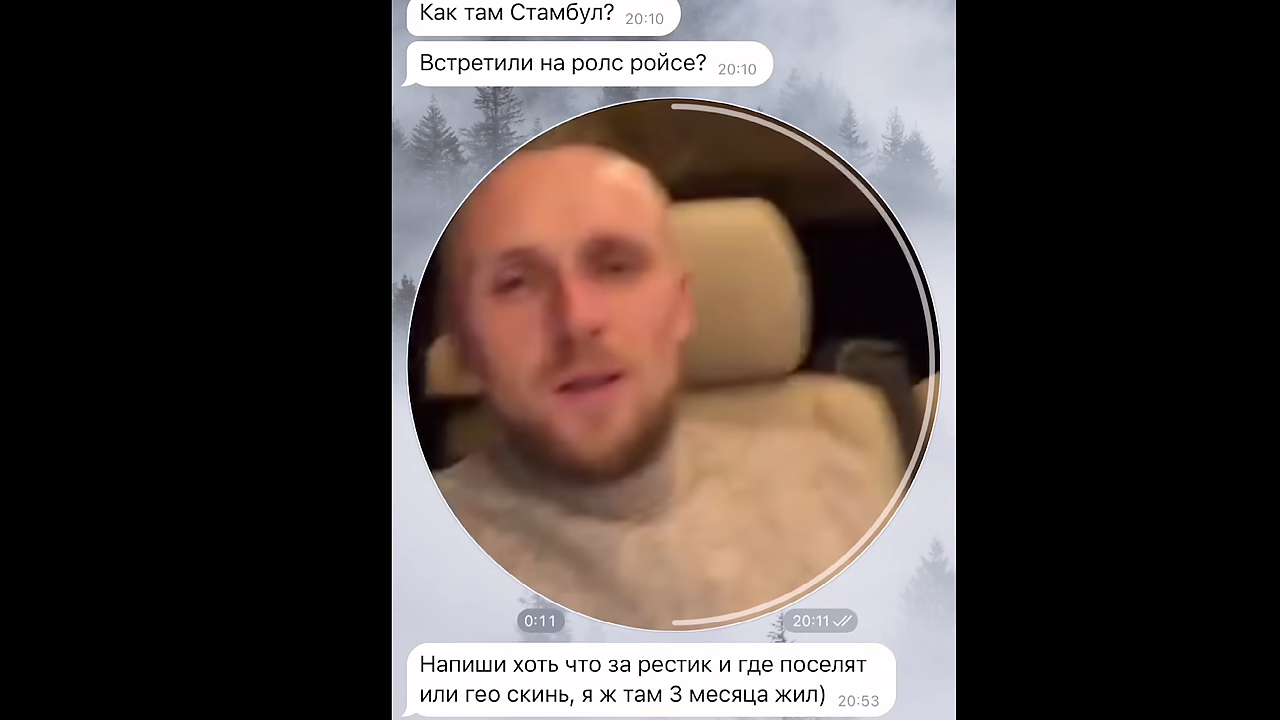 Как там Стамбул? 20:10
Встретили на ролс ройсе? 20:10
0:11 20:11
Напиши хоть что за рестик и где поселят
или гео скинь, я ж там 3 месяца жил) 20:53